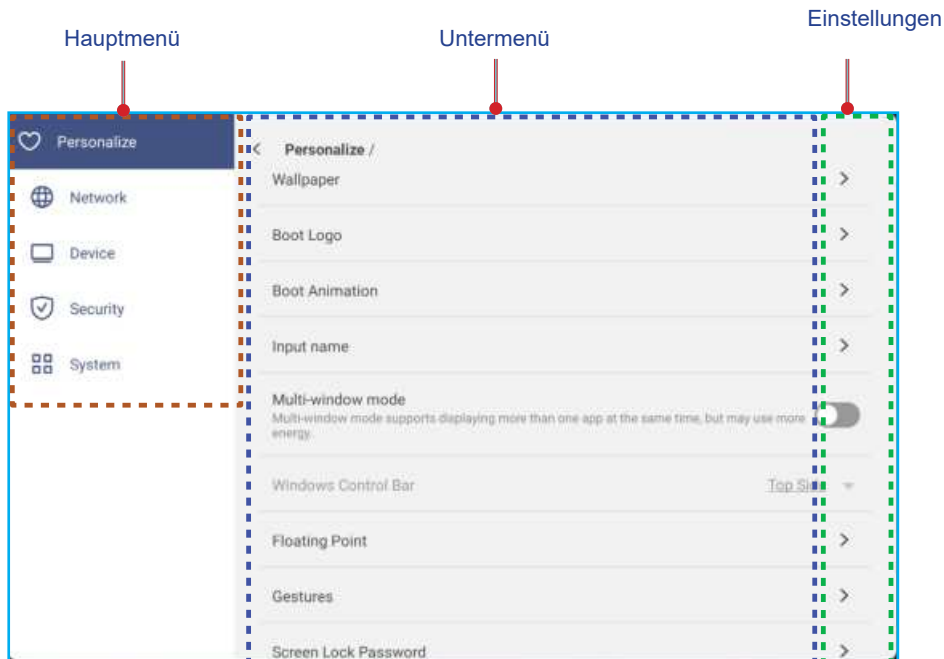 Einstellungen
Hauptmenü
Untermenü
Personalize
Network
Device
Security
System
< Personalize /
Wallpaper
Boot Logo
Boot Animation
Input name
Multi-window mode
Multi-window mode supports displaying more than one app at the same time, but may use more
energy.
Windows Control Bar
Top Side
Floating Point
Gestures
Screen Lock Password